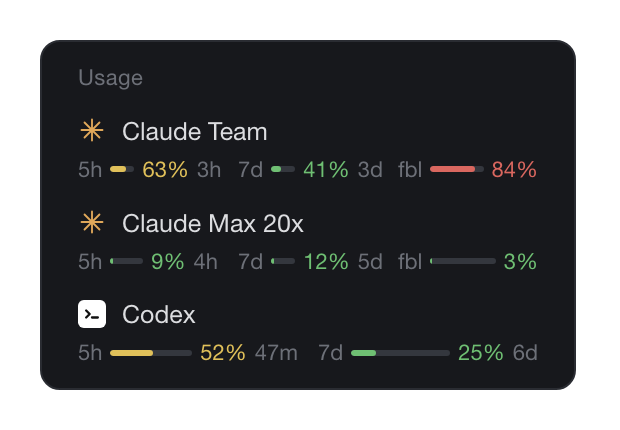 Usage
Claude Team
5h 63% 3h 7d 41% 3d fbl 84%
Claude Max 20x
5h 9% 4h 7d 12% 5d fbl 3%
Codex
5h 52% 47m 7d 25% 6d